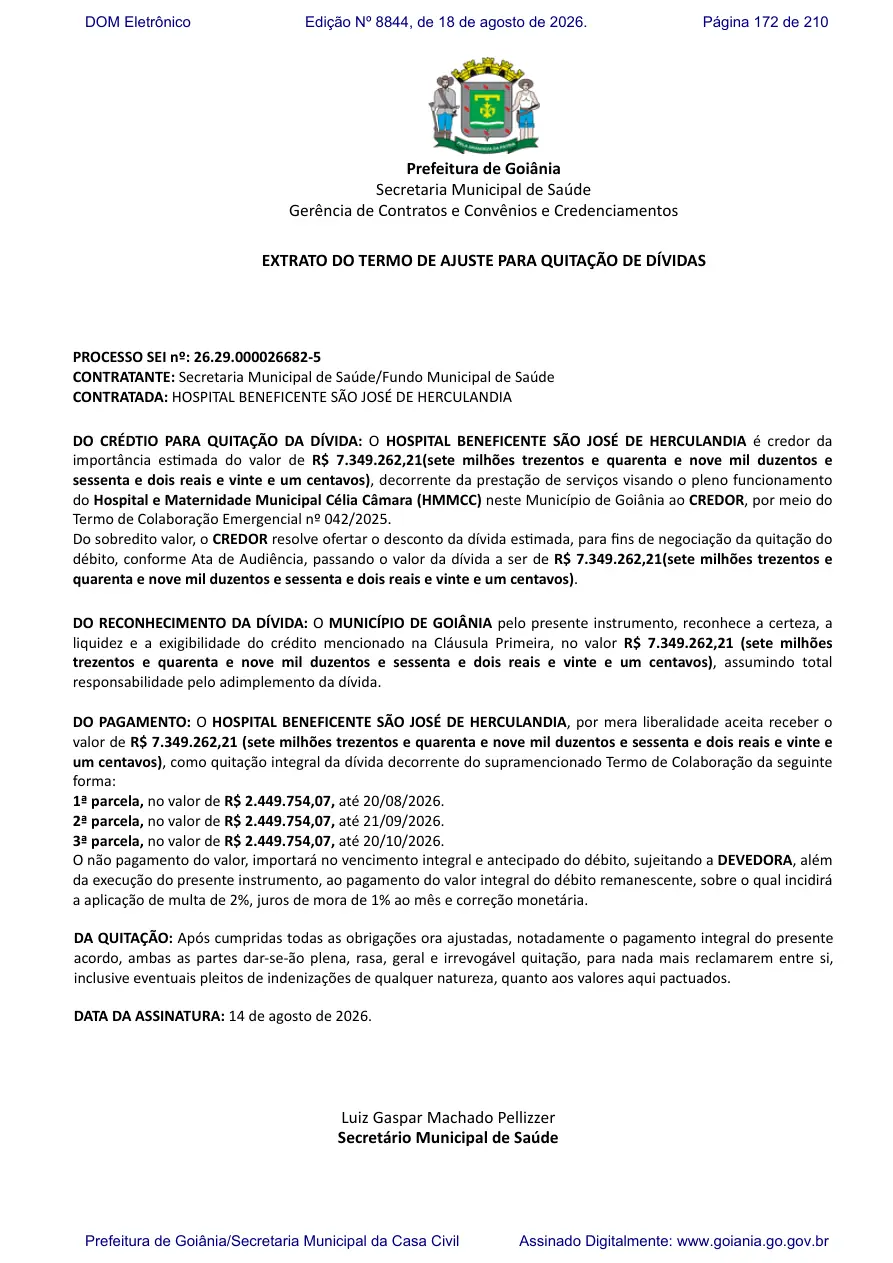 DOM Eletrônico Edição Nº 8844, de 18 de agosto de 2026. Página 172 de 210
PELA GRANDEZA DA PÁTRIA
Prefeitura de Goiânia
Secretaria Municipal de Saúde
Gerência de Contratos e Convênios e Credenciamentos
EXTRATO DO TERMO DE AJUSTE PARA QUITAÇÃO DE DÍVIDAS
PROCESSO SEI nº: 26.29.000026682-5
CONTRATANTE: Secretaria Municipal de Saúde/Fundo Municipal de Saúde
CONTRATADA: HOSPITAL BENEFICENTE SÃO JOSÉ DE HERCULANDIA
DO CRÉDTIO PARA QUITAÇÃO DA DÍVIDA: O HOSPITAL BENEFICENTE SÃO JOSÉ DE HERCULANDIA é credor da
importância estimada do valor de R$ 7.349.262,21(sete milhões trezentos e quarenta e nove mil duzentos e
sessenta e dois reais e vinte e um centavos), decorrente da prestação de serviços visando o pleno funcionamento
do Hospital e Maternidade Municipal Célia Câmara (HMMCC) neste Município de Goiânia ao CREDOR, por meio do
Termo de Colaboração Emergencial nº 042/2025.
Do sobredito valor, o CREDOR resolve ofertar o desconto da dívida estimada, para fins de negociação da quitação do
débito, conforme Ata de Audiência, passando o valor da dívida a ser de R$ 7.349.262,21(sete milhões trezentos e
quarenta e nove mil duzentos e sessenta e dois reais e vinte e um centavos).
DO RECONHECIMENTO DA DÍVIDA: O MUNICÍPIO DE GOIÂNIA pelo presente instrumento, reconhece a certeza, a
liquidez e a exigibilidade do crédito mencionado na Cláusula Primeira, no valor R$ 7.349.262,21 (sete milhões
trezentos e quarenta e nove mil duzentos e sessenta e dois reais e vinte e um centavos), assumindo total
responsabilidade pelo adimplemento da dívida.
DO PAGAMENTO: O HOSPITAL BENEFICENTE SÃO JOSÉ DE HERCULANDIA, por mera liberalidade aceita receber o
valor de R$ 7.349.262,21 (sete milhões trezentos e quarenta e nove mil duzentos e sessenta e dois reais e vinte e
um centavos), como quitação integral da dívida decorrente do supramencionado Termo de Colaboração da seguinte
forma:
1ª parcela, no valor de R$ 2.449.754,07, até 20/08/2026.
2ª parcela, no valor de R$ 2.449.754,07, até 21/09/2026.
3ª parcela, no valor de R$ 2.449.754,07, até 20/10/2026.
O não pagamento do valor, importará no vencimento integral e antecipado do débito, sujeitando a DEVEDORA, além
da execução do presente instrumento, ao pagamento do valor integral do débito remanescente, sobre o qual incidirá
a aplicação de multa de 2%, juros de mora de 1% ao mês e correção monetária.
DA QUITAÇÃO: Após cumpridas todas as obrigações ora ajustadas, notadamente o pagamento integral do presente
acordo, ambas as partes dar-se-ão plena, rasa, geral e irrevogável quitação, para nada mais reclamarem entre si,
inclusive eventuais pleitos de indenizações de qualquer natureza, quanto aos valores aqui pactuados.
DATA DA ASSINATURA: 14 de agosto de 2026.
Luiz Gaspar Machado Pellizzer
Secretário Municipal de Saúde
Prefeitura de Goiânia/Secretaria Municipal da Casa Civil Assinado Digitalmente: www.goiania.go.gov.br